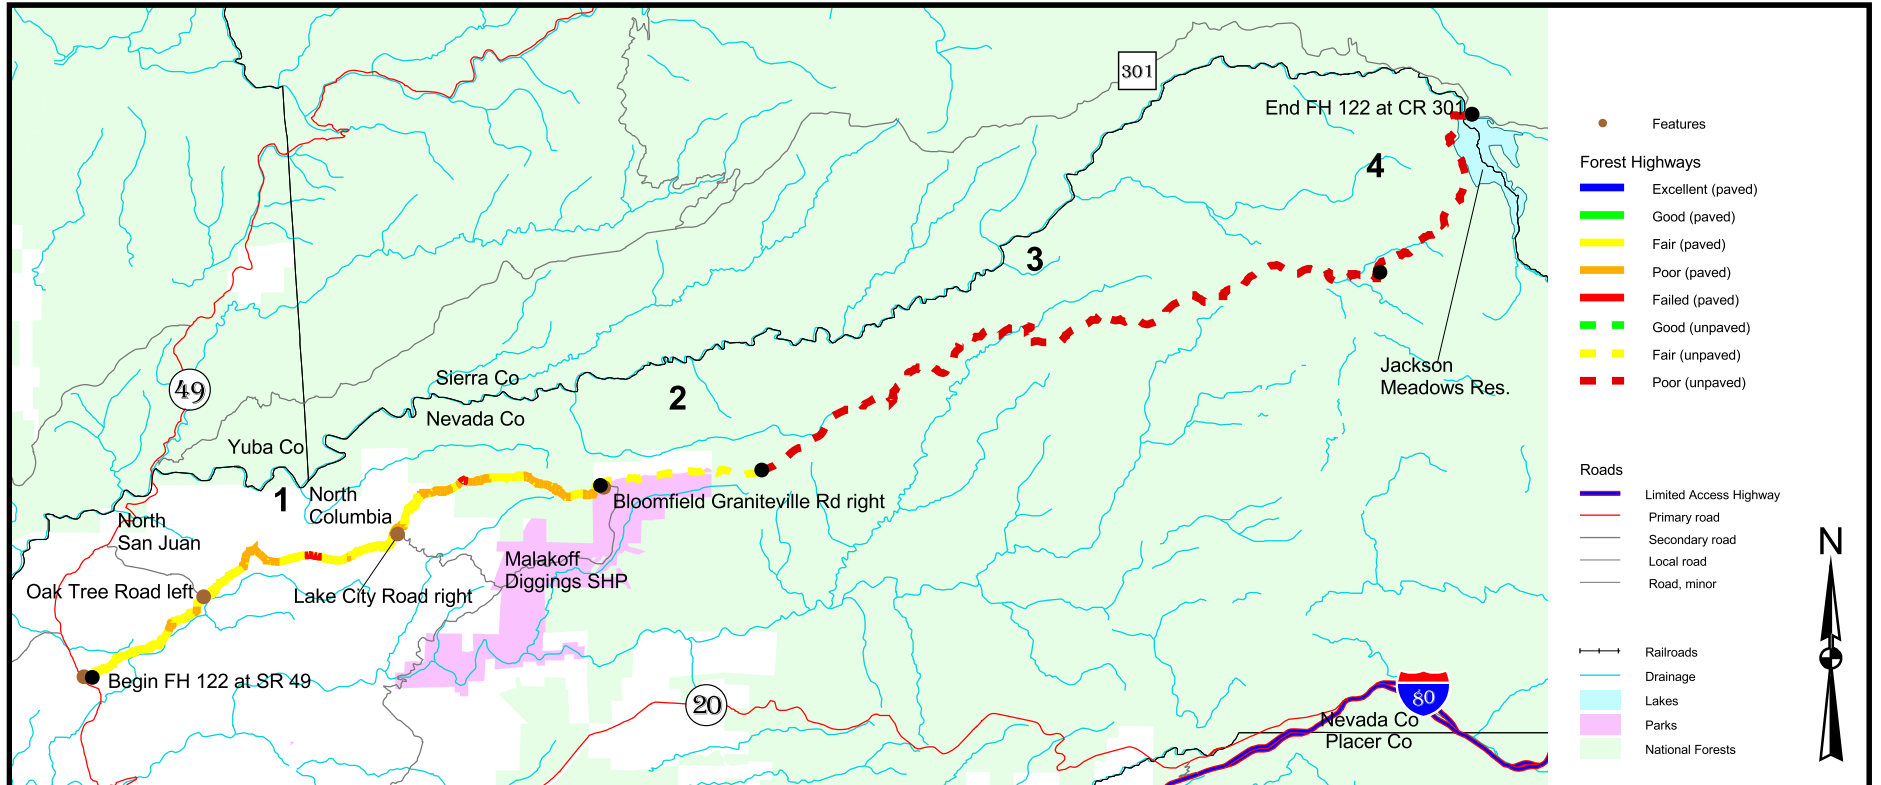 301
End FH 122 at CR 301
4
3
Jackson
Meadows Res.
49
Sierra Co
Nevada Co
2
Yuba Co
1
North
Columbia
Bloomfield Graniteville Rd right
North
San Juan
Malakoff
Diggings SHP
Oak Tree Road left
Lake City Road right
Begin FH 122 at SR 49
20
80
Nevada Co
Placer Co
Features
Forest Highways
Excellent (paved)
Good (paved)
Fair (paved)
Poor (paved)
Failed (paved)
Good (unpaved)
Fair (unpaved)
Poor (unpaved)
Roads
Limited Access Highway
Primary road
Secondary road
Local road
Road, minor
Railroads
Drainage
Lakes
Parks
National Forests
N